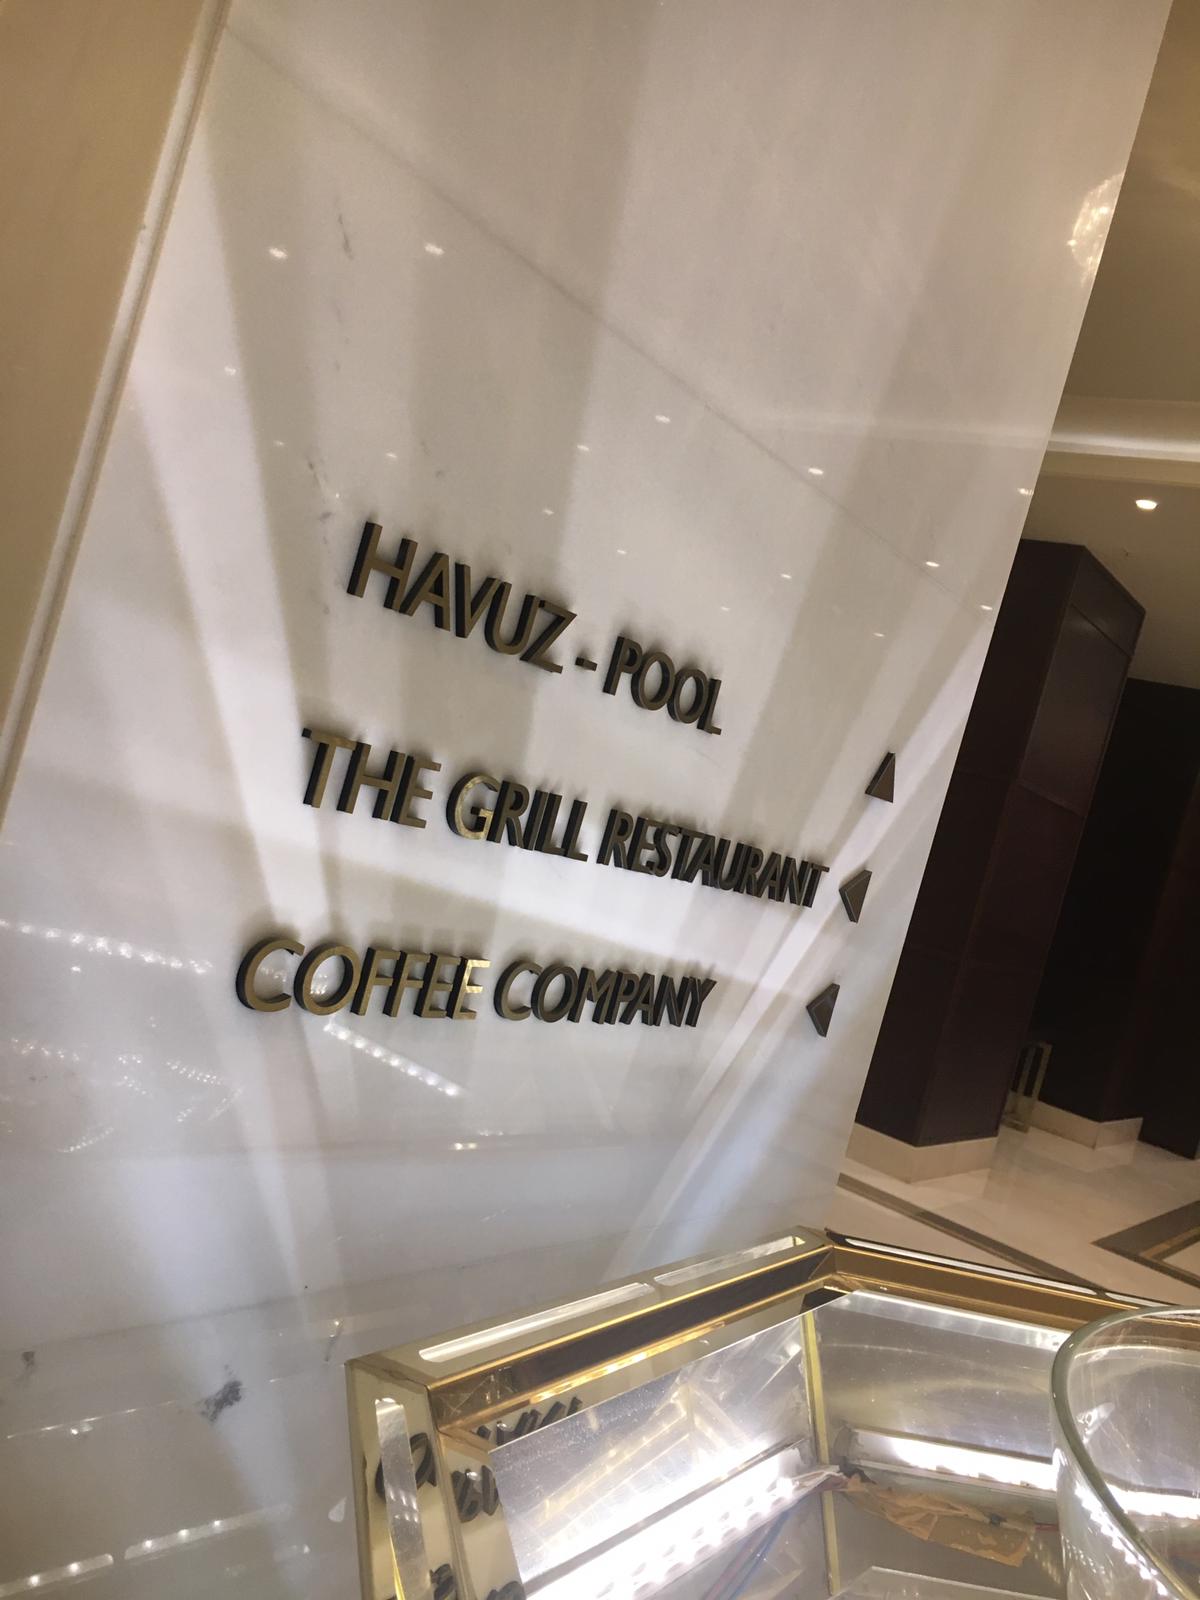 HAVUZ - POOL
THE GRILL RESTAURANT
COFFEE COMPANY